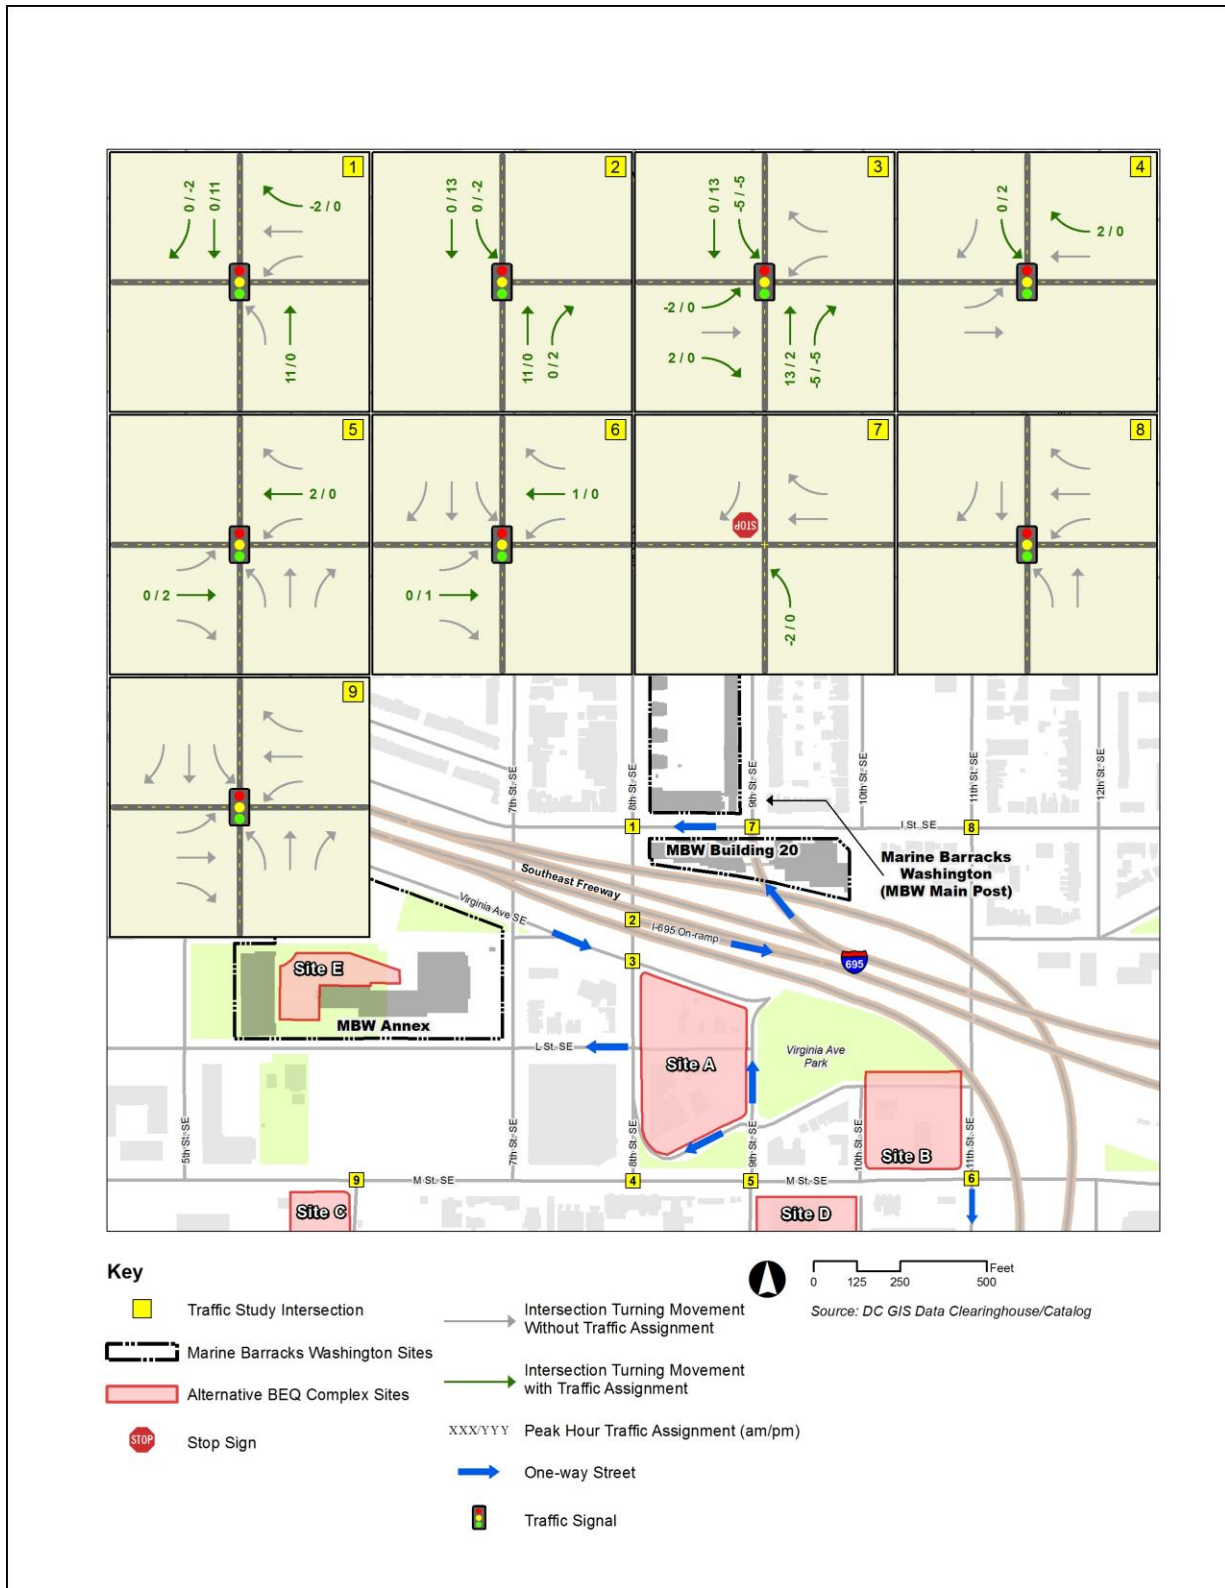 1
0 / -2
0 / 11
-2 / 0
11 / 0
2
0 / 13
0 / -2
11 / 0
0 / 2
3
0 / 13
-5 / -5
-2 / 0
2 / 0
13 / 2
-5 / -5
4
0 / 2
2 / 0
5
2 / 0
0 / 2
6
1 / 0
0 / 1
7
STOP
-2 / 0
8
9
7th St. SE
8th St. SE
9th St. SE
10th St. SE
11th St. SE
12th St. SE
1
7
I St. SE
8
MBW Building 20
Marine Barracks
Washington
(MBW Main Post)
Southeast Freeway
Virginia Ave SE
2
I-695 On-ramp
3
695
Site E
MBW Annex
L St. SE
Site A
Virginia Ave
Park
5th St. SE
7th St. SE
8th St. SE
9th St. SE
10th St. SE
11th St. SE
Site B
9
M St. SE
4
5
M St. SE
6
Site C
Site D
Key
Traffic Study Intersection
Marine Barracks Washington Sites
Alternative BEQ Complex Sites
STOP
Stop Sign
Intersection Turning Movement
Without Traffic Assignment
Intersection Turning Movement
with Traffic Assignment
XXX/YYY Peak Hour Traffic Assignment (am/pm)
One-way Street
Traffic Signal
Feet
0 125 250 500
Source: DC GIS Data Clearinghouse/Catalog